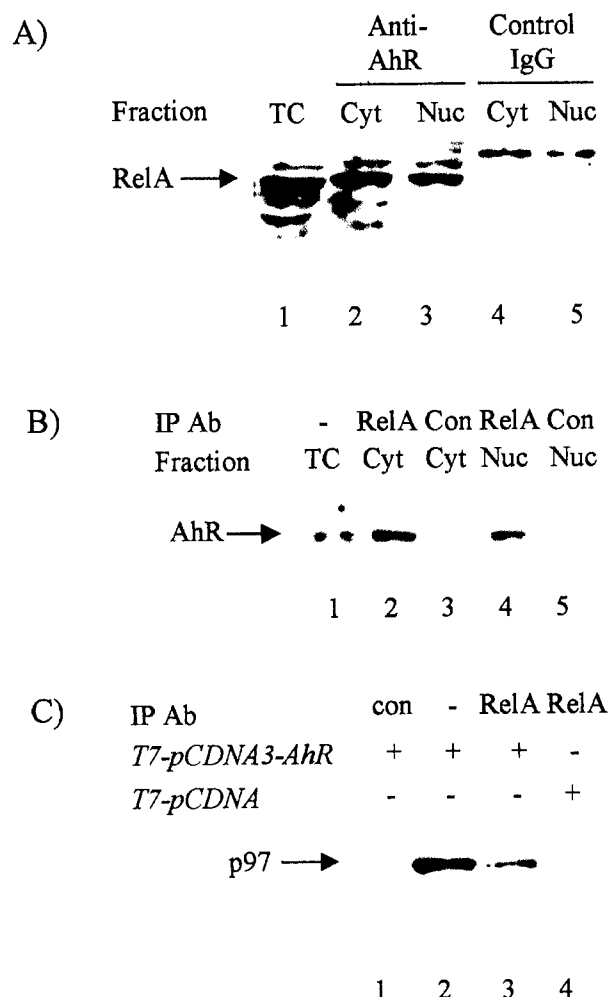 A)
Anti-
AhR
Control
IgG
Fraction TC Cyt Nuc Cyt Nuc
RelA
1 2 3 4 5
B)
IP Ab - RelA Con RelA Con
Fraction TC Cyt Cyt Nuc Nuc
AhR
1 2 3 4 5
C)
IP Ab con - RelA RelA
T7-pCDNA3-AhR + + + -
T7-pCDNA - - - +
p97
1 2 3 4